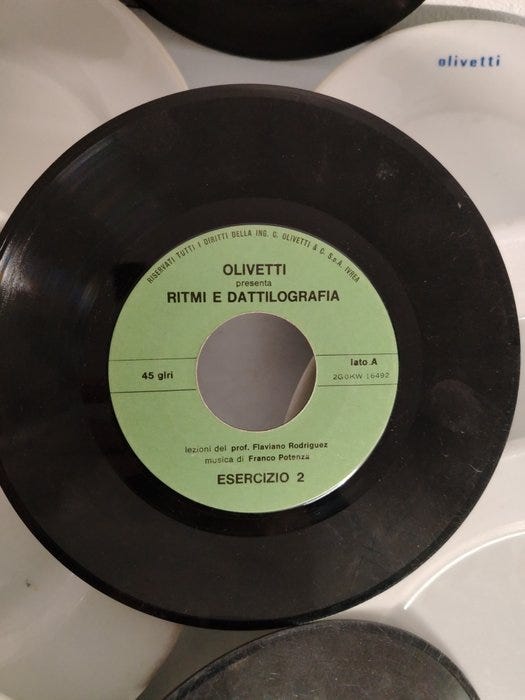 olivetti
RISERVATI TUTTI I DIRITTI DELLA ING. C. OLIVETTI & C. S.p.A. IVREA
OLIVETTI
presenta
RITMI E DATTILOGRAFIA
45 giri
lato A
2G0KW 16492
lezioni del prof. Flaviano Rodriguez
musica di Franco Potenza
ESERCIZIO 2